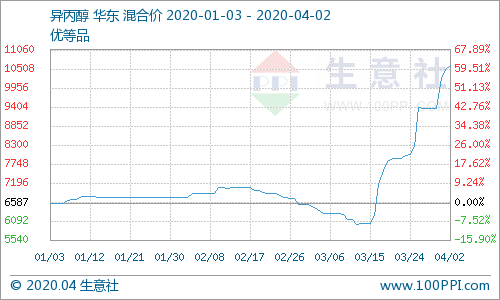 异丙醇 华东 混合价 2020-01-03 - 2020-04-02
优等品
11060 67.89%
10508 59.51%
9956 51.13%
9404 42.76%
8852 34.38%
8300 26.00%
7748 17.62%
7196 9.24%
6587 0.00%
6092 -7.52%
5540 -15.90%
生意社
WWW.100PPI.COM
PPI
01/03 01/12 01/21 01/30 02/08 02/17 02/26 03/06 03/15 03/24 04/02
© 2020.04 生意社 www.100PPI.com